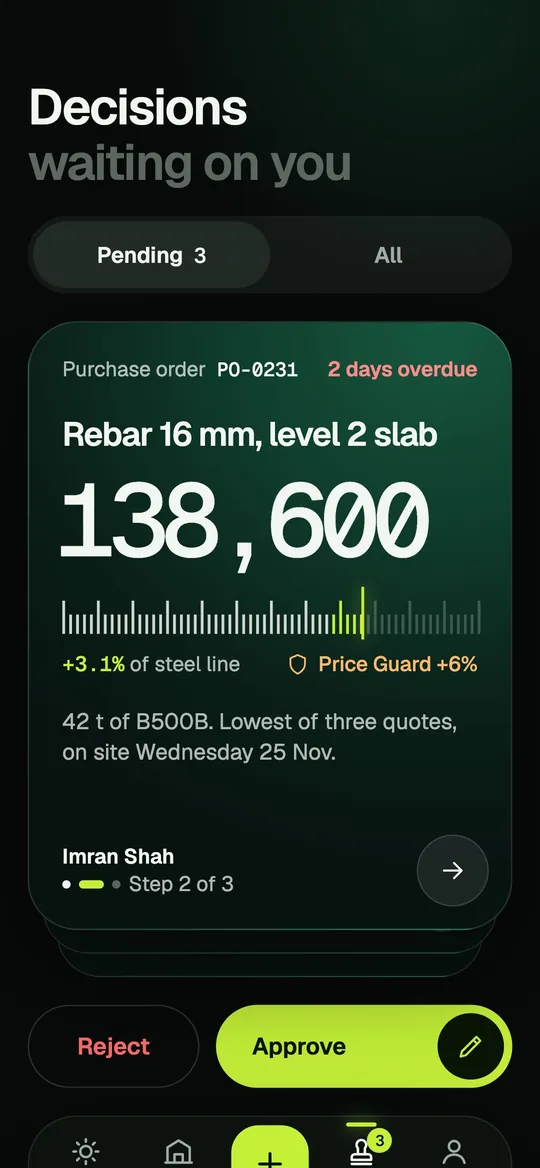 Decisions
waiting on you
Pending 3
All
Purchase order PO-0231
2 days overdue
Rebar 16 mm, level 2 slab
138,600
+3.1% of steel line
Price Guard +6%
42 t of B500B. Lowest of three quotes,
on site Wednesday 25 Nov.
Imran Shah
Step 2 of 3
Reject
Approve
3